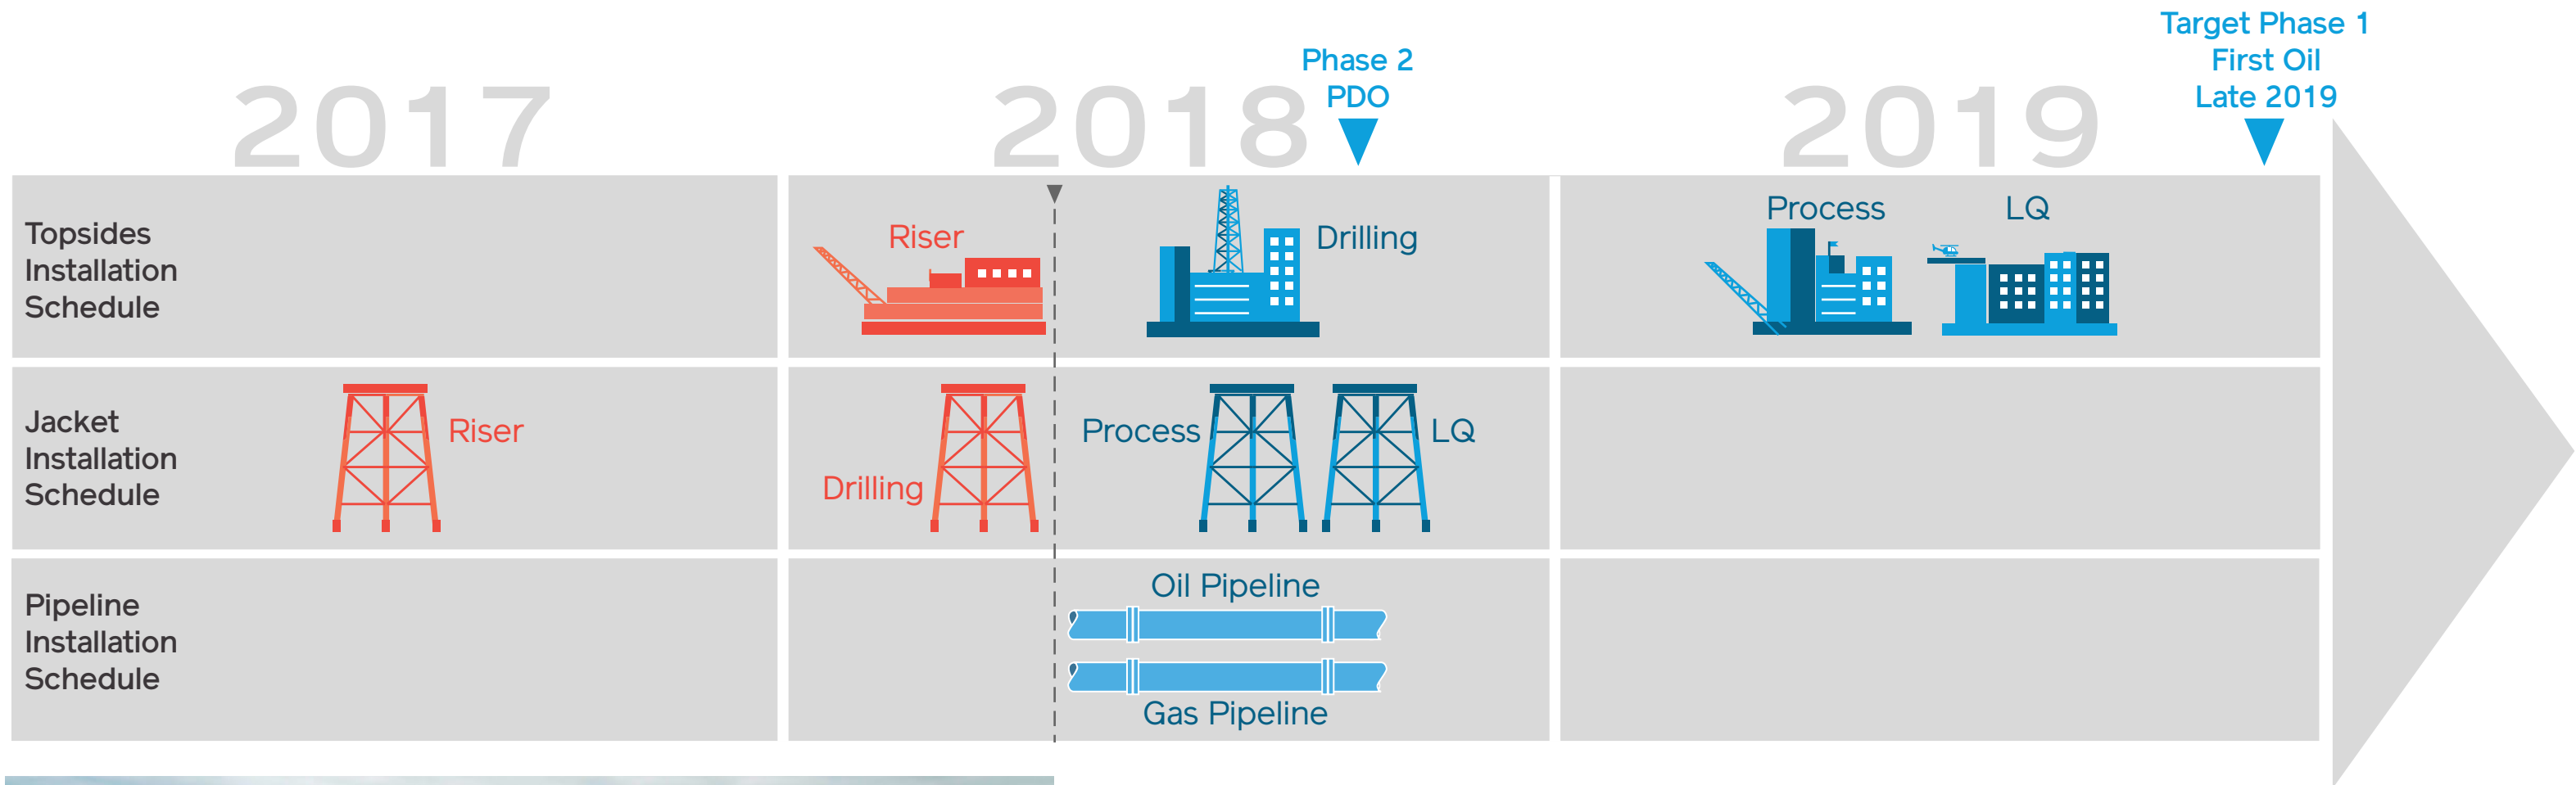 Target Phase 1
First Oil
Late 2019
Phase 2
PDO
2017
2018
2019
Topsides
Installation
Schedule
Riser
Drilling
Process
LQ
Jacket
Installation
Schedule
Riser
Drilling
Process
LQ
Pipeline
Installation
Schedule
Oil Pipeline
Gas Pipeline